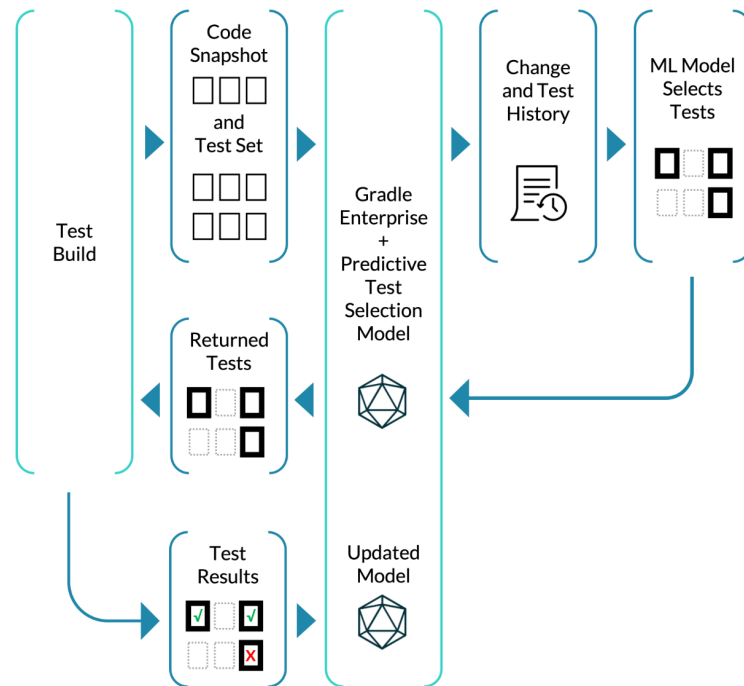 Test
Build
Code
Snapshot
and
Test Set
Gradle
Enterprise
+
Predictive
Test
Selection
Model
Change
and Test
History
ML Model
Selects
Tests
Returned
Tests
Test
Results
√
√
X
Updated
Model